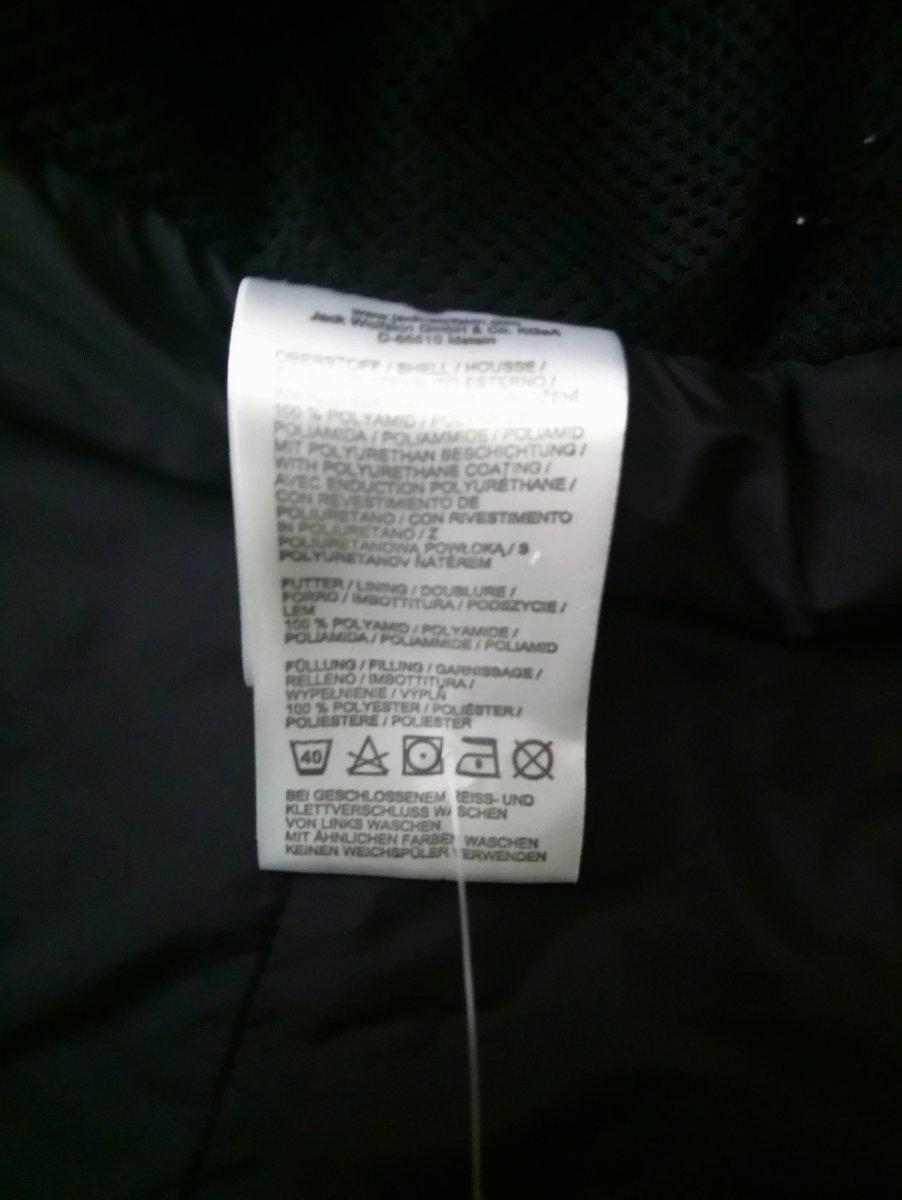 Jack Wolfskin GmbH & Co. KGaA
D-65510 Idstein
OBERSTOFF / SHELL / HOUSSE /
ESTERNO /
100 % POLYAMID /
POLIAMIDA / POLIAMMIDE / POLIAMID
MIT POLYURETHAN BESCHICHTUNG /
WITH POLYURETHANE COATING /
AVEC ENDUCTION POLYURÉTHANE /
CON REVESTIMIENTO DE
POLIURETANO / CON RIVESTIMENTO
IN POLIURETANO / Z
POLIURETANOWĄ POWŁOKĄ / S
POLYURETANOV NÁTĚREM
FUTTER / LINING / DOUBLURE /
FORRO / IMBOTTITURA / PODSZYCIE /
LEM
100 % POLYAMID / POLYAMIDE /
POLIAMIDA / POLIAMMIDE / POLIAMID
FÜLLUNG / FILLING / GARNISSAGE /
RELLENO / IMBOTTITURA /
WYPEŁNIENIE / VÝPLŇ
100 % POLYESTER / POLIÉSTER /
POLIESTERE / POLIESTER
40
BEI GESCHLOSSENEM REISS- UND
KLETTVERSCHLUSS WASCHEN
VON LINKS WASCHEN
MIT ÄHNLICHEN FARBEN WASCHEN
KEINEN WEICHSPÜLER VERWENDEN